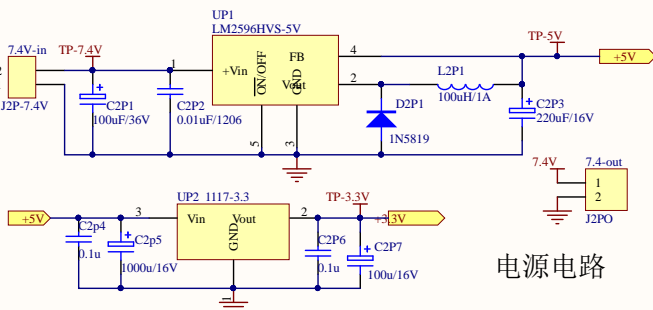 UP1
LM2596HVS-5V
7.4V-in
TP-7.4V
TP-5V
1
+Vin
ON/OFF
GND
FB
Vout
4
2
5
3
+5V
L2P1
100uH/1A
2
J2P-7.4V
C2P1
100uF/36V
C2P2
0.01uF/1206
D2P1
1N5819
C2P3
220uF/16V
7.4V
7.4-out
1
2
J2PO
UP2 1117-3.3
TP-3.3V
+5V
3
Vin
Vout
GND
2
1
+3.3V
C2p4
0.1u
C2p5
1000u/16V
C2P6
0.1u
C2P7
100u/16V
电源电路